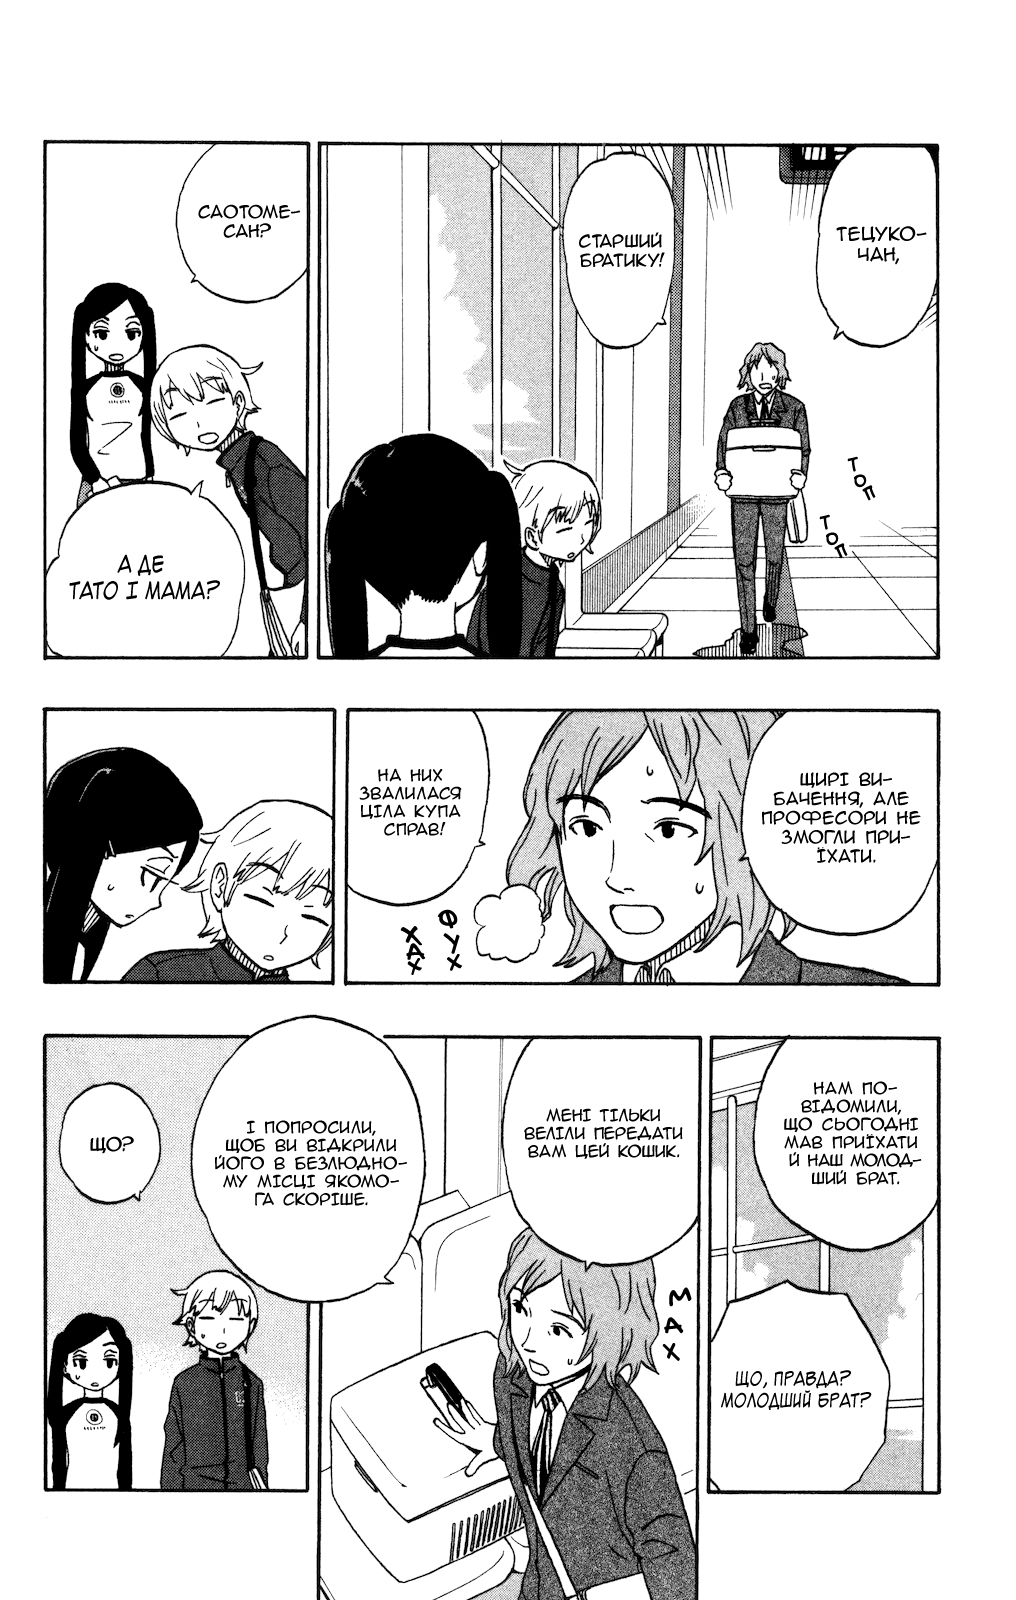 ТЕЦУКО-
ЧАН,
СТАРШИЙ
БРАТИКУ!
ТОП
ТОП
САОТОМЕ-
САН?
А ДЕ
ТАТО І МАМА?
ЩИРІ ВИ-
БАЧЕННЯ, АЛЕ
ПРОФЕСОРИ НЕ
ЗМОГЛИ ПРИ-
ЇХАТИ.
НА НИХ
ЗВАЛИЛАСЯ
ЦІЛА КУПА
СПРАВ!
ФУХ
ХАХ
НАМ ПО-
ВІДОМИЛИ,
ЩО СЬОГОДНІ
МАВ ПРИЇХАТИ
Й НАШ МОЛОД-
ШИЙ БРАТ.
ЩО, ПРАВДА?
МОЛОДШИЙ БРАТ?
МЕНІ ТІЛЬКИ
ВЕЛІЛИ ПЕРЕДАТИ
ВАМ ЦЕЙ КОШИК.
МАХ
І ПОПРОСИЛИ,
ЩОБ ВИ ВІДКРИЛИ
ЙОГО В БЕЗЛЮДНО-
МУ МІСЦІ ЯКОМО-
ГА СКОРІШЕ.
ЩО?